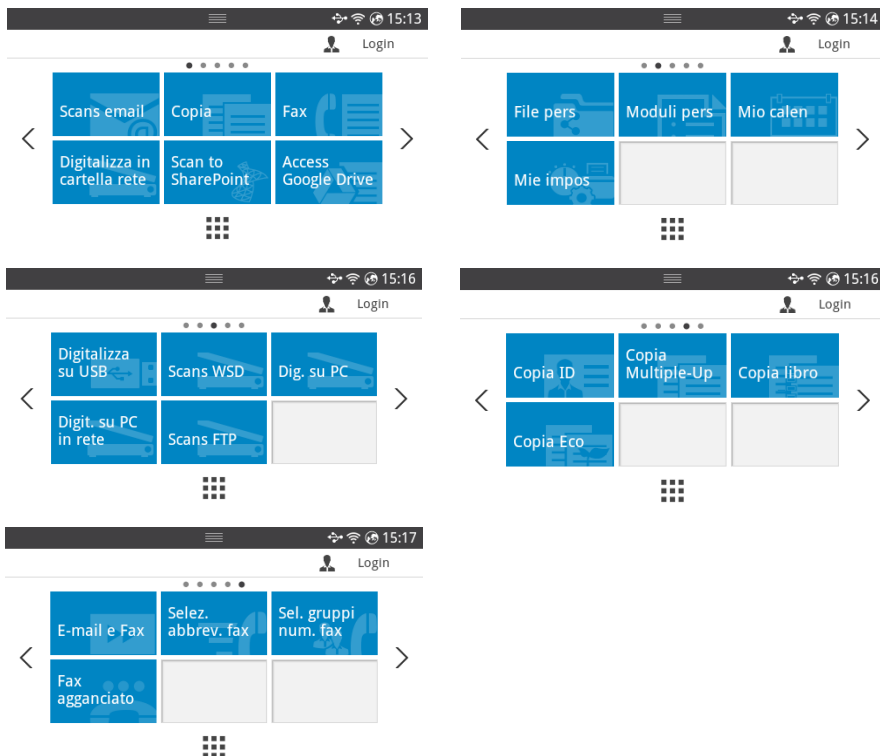 15:13
Login
Scans email
Copia
Fax
Digitalizza in
cartella rete
Scan to
SharePoint
Access
Google Drive
15:14
Login
File pers
Moduli pers
Mio calen
Mie impos
15:16
Login
Digitalizza
su USB
Scans WSD
Dig. su PC
Digit. su PC
in rete
Scans FTP
15:16
Login
Copia ID
Copia
Multiple-Up
Copia libro
Copia Eco
15:17
Login
E-mail e Fax
Selez.
abbrev. fax
Sel. gruppi
num. fax
Fax
agganciato